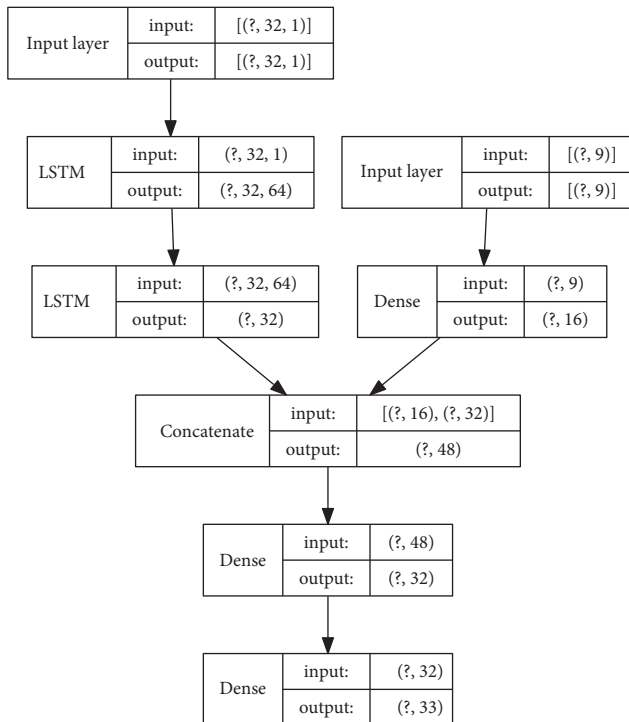 Input layer
input: [(?, 32, 1)]
output: [(?, 32, 1)]
LSTM
input: (?, 32, 1)
output: (?, 32, 64)
Input layer
input: [(?, 9)]
output: [(?, 9)]
LSTM
input: (?, 32, 64)
output: (?, 32)
Dense
input: (?, 9)
output: (?, 16)
Concatenate
input: [(?, 16), (?, 32)]
output: (?, 48)
Dense
input: (?, 48)
output: (?, 32)
Dense
input: (?, 32)
output: (?, 33)